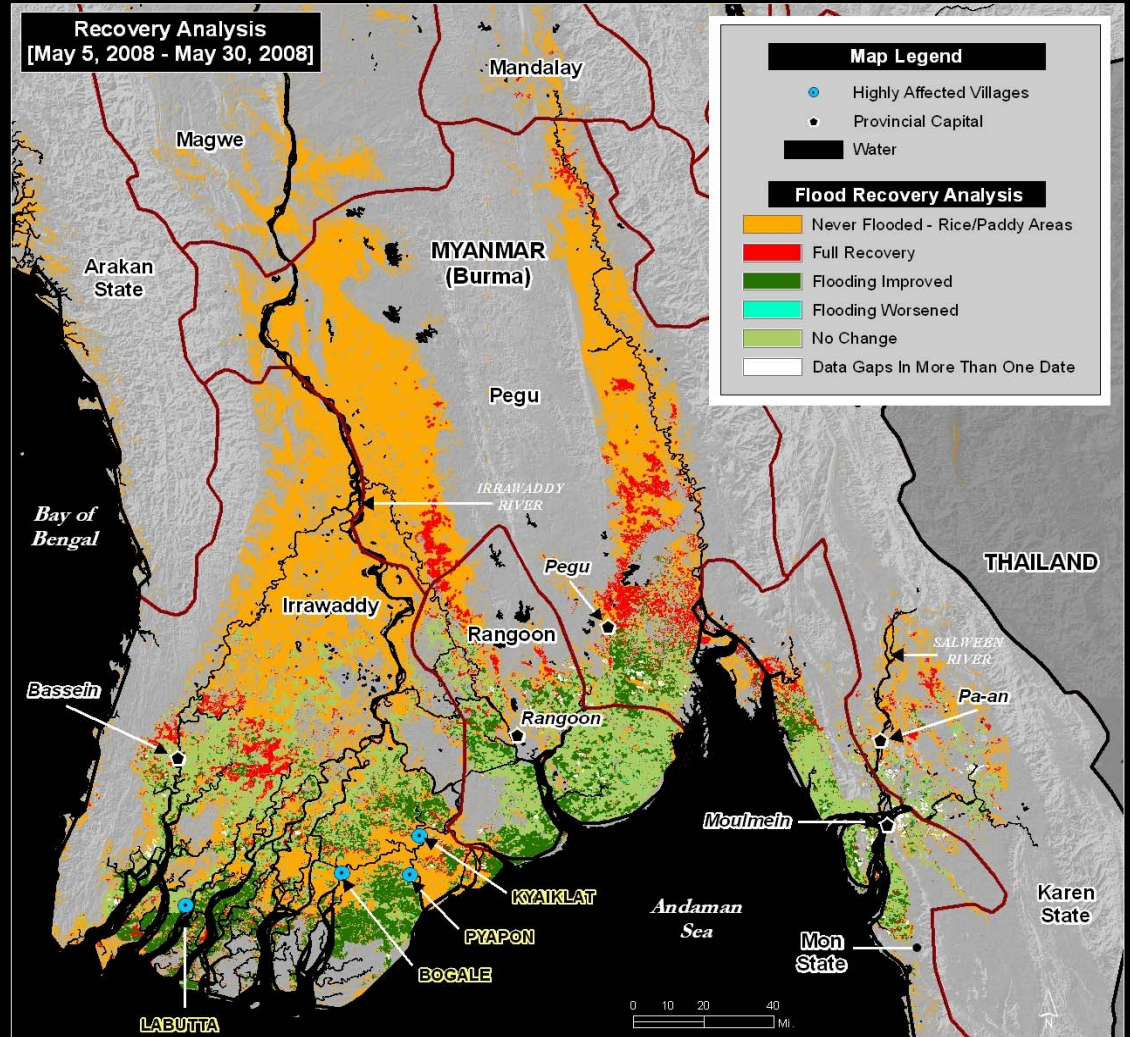 Recovery Analysis
[May 5, 2008 - May 30, 2008]
Map Legend
Highly Affected Villages
Provincial Capital
Water
Flood Recovery Analysis
Never Flooded - Rice/Paddy Areas
Full Recovery
Flooding Improved
Flooding Worsened
No Change
Data Gaps In More Than One Date
Mandalay
Magwe
MYANMAR
(Burma)
Arakan
State
Pegu
IRRAWADDY
RIVER
Bay of
Bengal
THAILAND
Pegu
Irrawaddy
Rangoon
SALWEEN
RIVER
Bassein
Pa-an
Rangoon
Moulmein
KYAIKLAT
Karen
State
Andaman
Sea
PYAPON
Mon
State
BOGALE
LABUTTA
0 10 20 40
Mi.
N